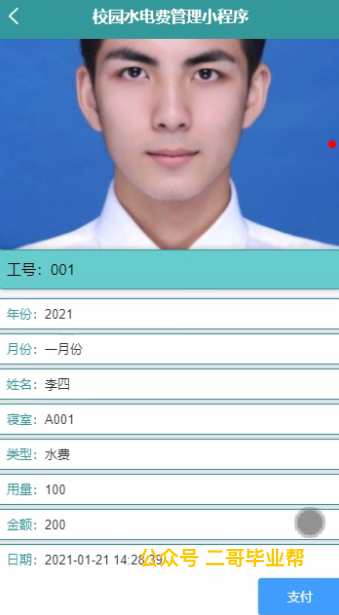 校园水电费管理小程序
工号：001
年份：2021
月份：一月份
姓名：李四
寝室：A001
类型：水费
用量：100
金额：200
日期：2021-01-21 14:28:39
公众号 二哥毕业帮
支付